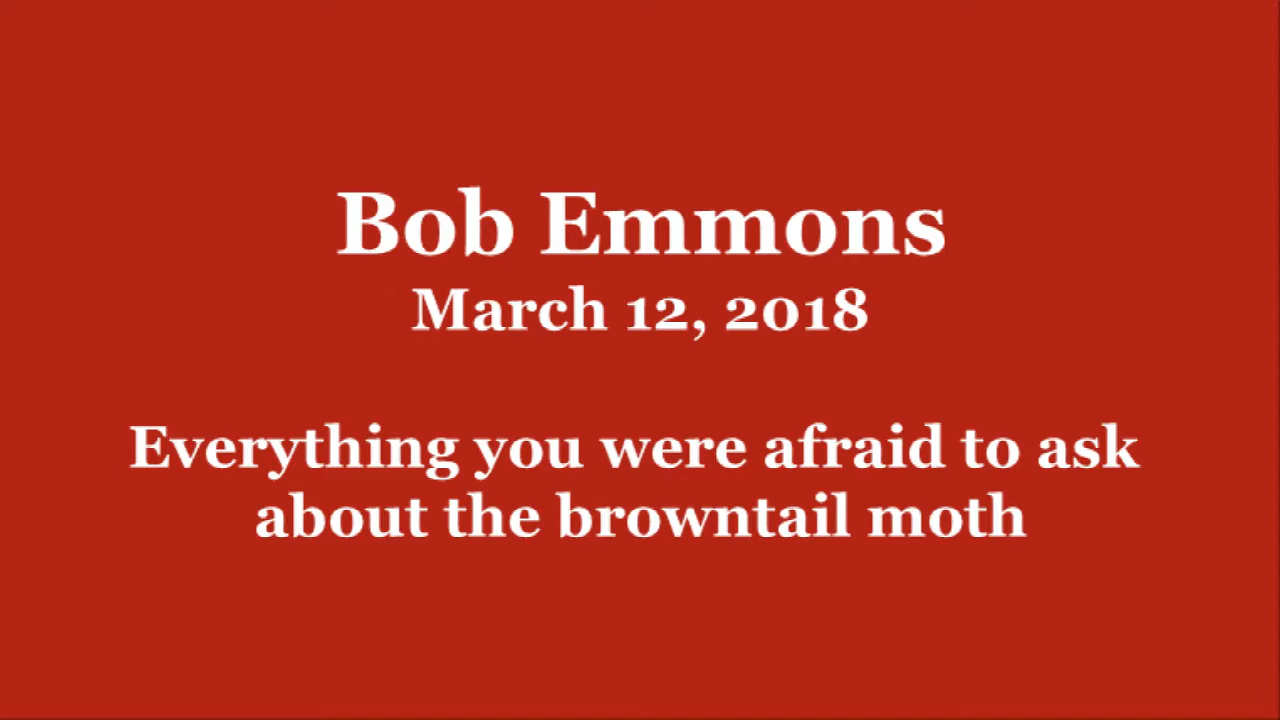 Bob Emmons
March 12, 2018
Everything you were afraid to ask
about the browntail moth